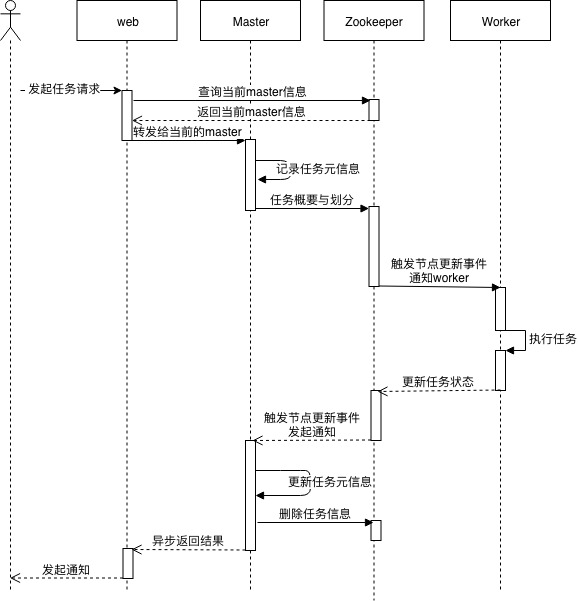 web
Master
Zookeeper
Worker
发起任务请求
查询当前master信息
返回当前master信息
转发给当前的master
记录任务元信息
任务概要与划分
触发节点更新事件
通知worker
执行任务
更新任务状态
触发节点更新事件
发起通知
更新任务元信息
删除任务信息
异步返回结果
发起通知